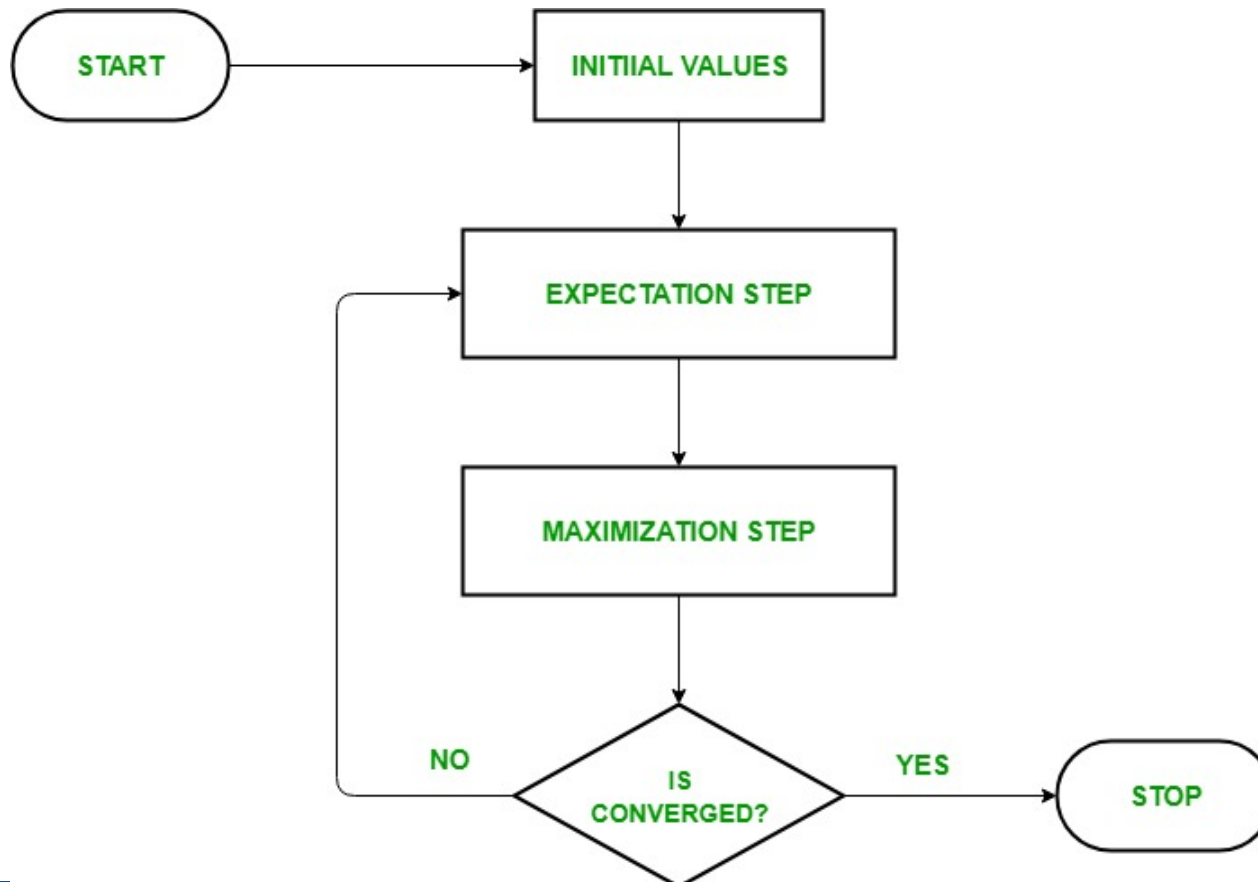 START
INITIIAL VALUES
EXPECTATION STEP
MAXIMIZATION STEP
NO
IS
CONVERGED?
YES
STOP